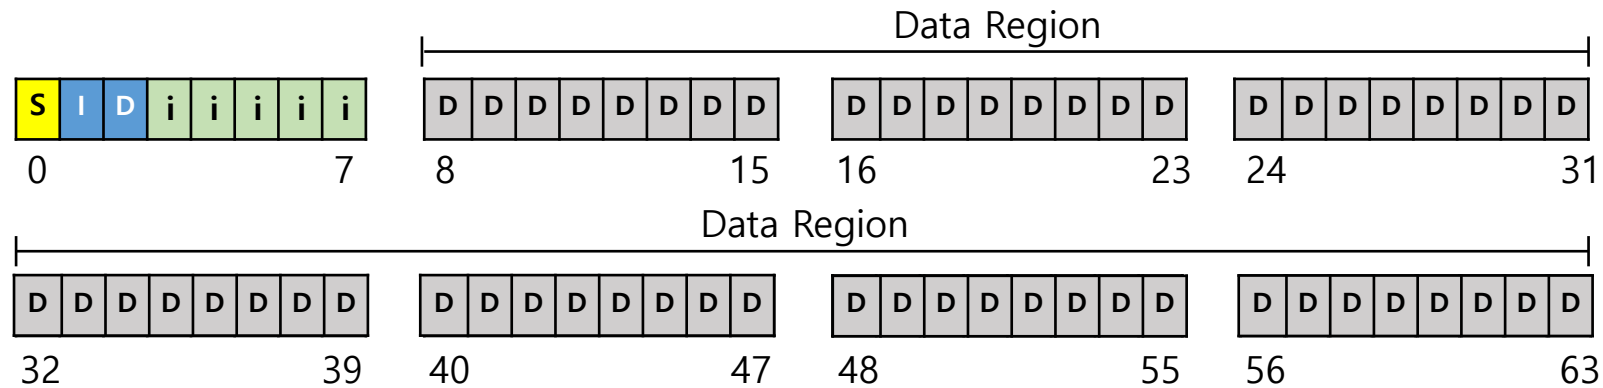 Data Region
S I D i i i i i D D D D D D D D D D D D D D D D D D D D D D D D
0 7 8 15 16 23 24 31
Data Region
D D D D D D D D D D D D D D D D D D D D D D D D D D D D D D D D
32 39 40 47 48 55 56 63